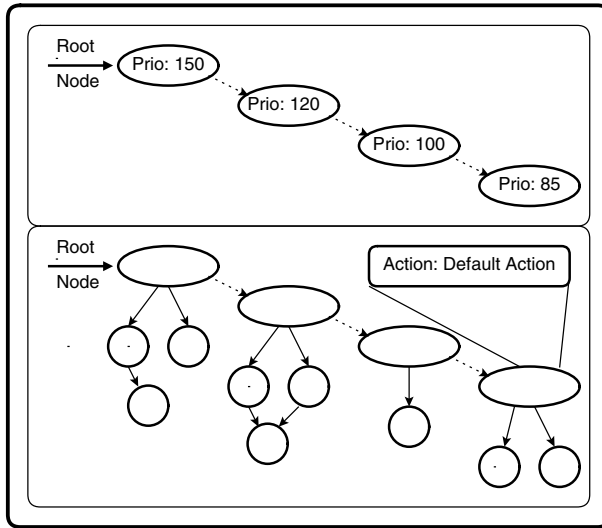 Root
Node
Prio: 150
Prio: 120
Prio: 100
Prio: 85
Root
Node
Action: Default Action